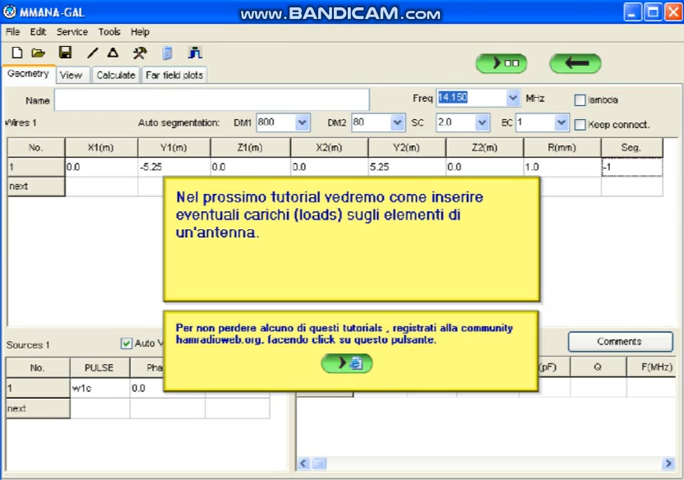 MMANA-GAL
www.BANDICAM.com
File Edit Service Tools Help
Geometry View Calculate Far field plots
Name Freq 14.150 MHz lambda
Wires 1 Auto segmentation: DM1 800 DM2 80 SC 2.0 EC 1 Keep connect.
No. X1(m) Y1(m) Z1(m) X2(m) Y2(m) Z2(m) R(mm) Seg.
1 0.0 -5.25 0.0 0.0 5.25 0.0 1.0 -1
next
Nel prossimo tutorial vedremo come inserire
eventuali carichi (loads) sugli elementi di
un'antenna.
Per non perdere alcuno di questi tutorials , registrati alla community
hamradioweb.org, facendo click su questo pulsante.
Sources 1 Auto Comments
No. PULSE Pha (pF) Q F(MHz)
1 w1c 0.0
next